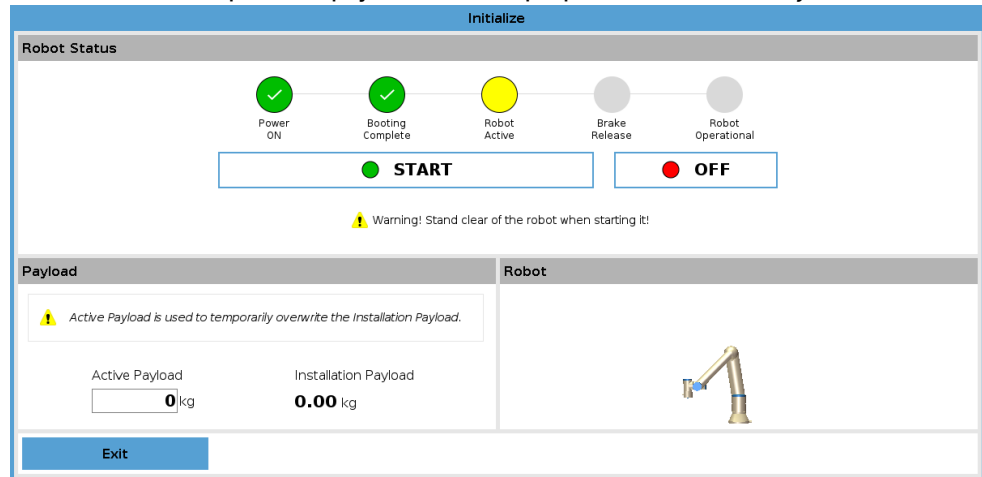 Initialize
Robot Status
Power
ON
Booting
Complete
Robot
Active
Brake
Release
Robot
Operational
START
OFF
Warning! Stand clear of the robot when starting it!
Payload
Robot
Active Payload is used to temporarily overwrite the Installation Payload.
Active Payload
Installation Payload
0 kg
0.00 kg
Exit